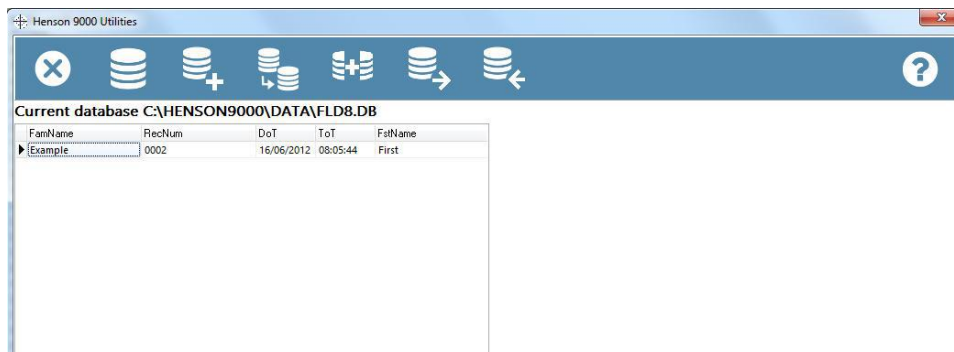 Henson 9000 Utilities
x
?
Current database C:\HENSON9000\DATA\FLD8.DB
FamName RecNum DoT ToT FstName
Example 0002 16/06/2012 08:05:44 First